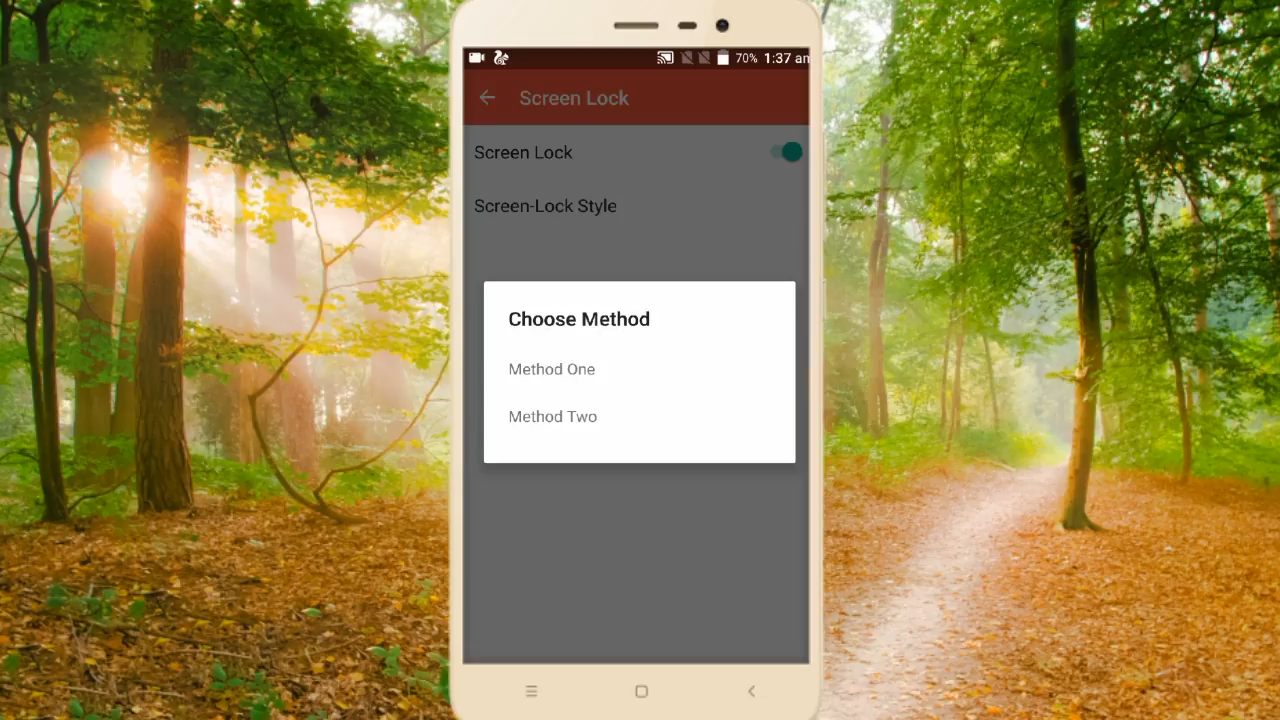 70% 1:37 am
Screen Lock
Screen Lock
Screen-Lock Style
Choose Method
Method One
Method Two